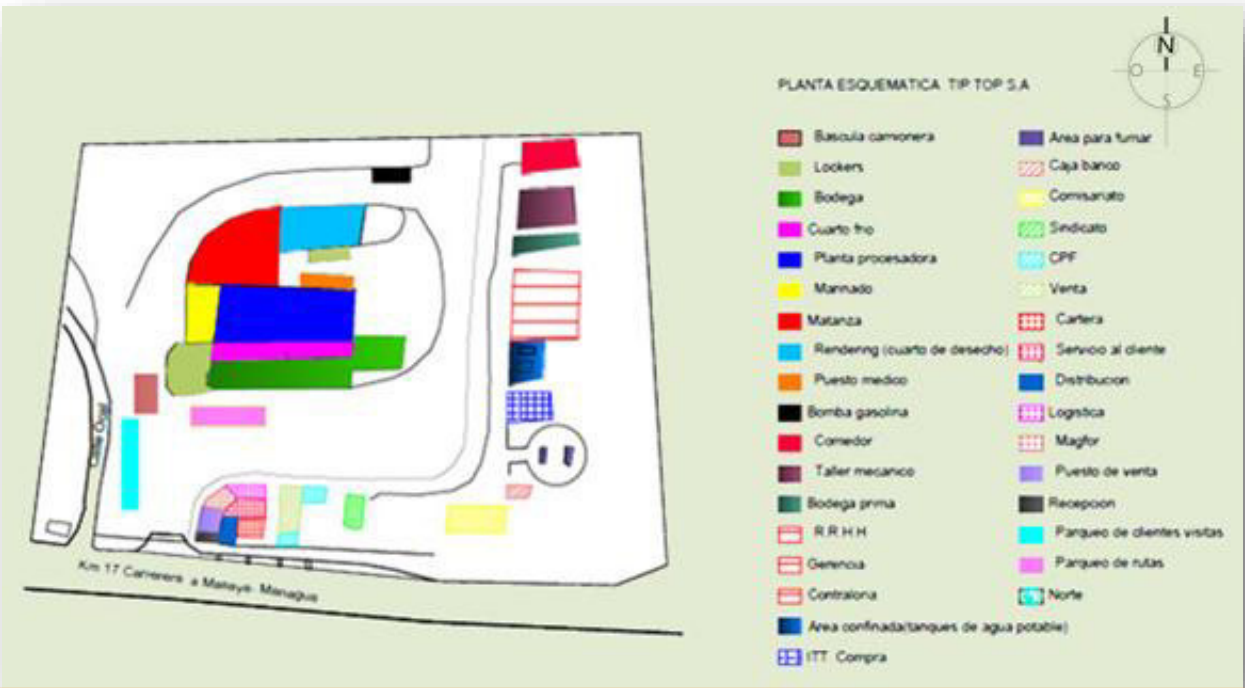 N
O E
S
PLANTA ESQUEMATICA TIP TOP S.A
Bascula camionera
Lockers
Bodega
Cuarto frio
Planta procesadora
Marinado
Matanza
Rendering (cuarto de desecho)
Puesto medico
Bomba gasolina
Comedor
Taller mecanico
Bodega prima
R.R.H.H
Gerencia
Contraloria
Area confinada(tanques de agua potable)
ITT Compra
Area para fumar
Caja banco
Comisariato
Sindicato
CPF
Venta
Cartera
Servicio al cliente
Distribucion
Logistica
Magfor
Puesto de venta
Recepcion
Parqueo de clientes visitas
Parqueo de rutas
Norte
Calle
Km 17 Carretera a Masaya- Managua